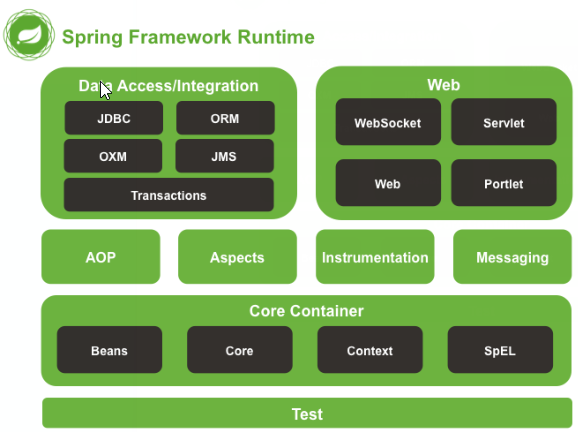 Spring Framework Runtime
Data Access/Integration
JDBC
ORM
OXM
JMS
Transactions
Web
WebSocket
Servlet
Web
Portlet
AOP
Aspects
Instrumentation
Messaging
Core Container
Beans
Core
Context
SpEL
Test